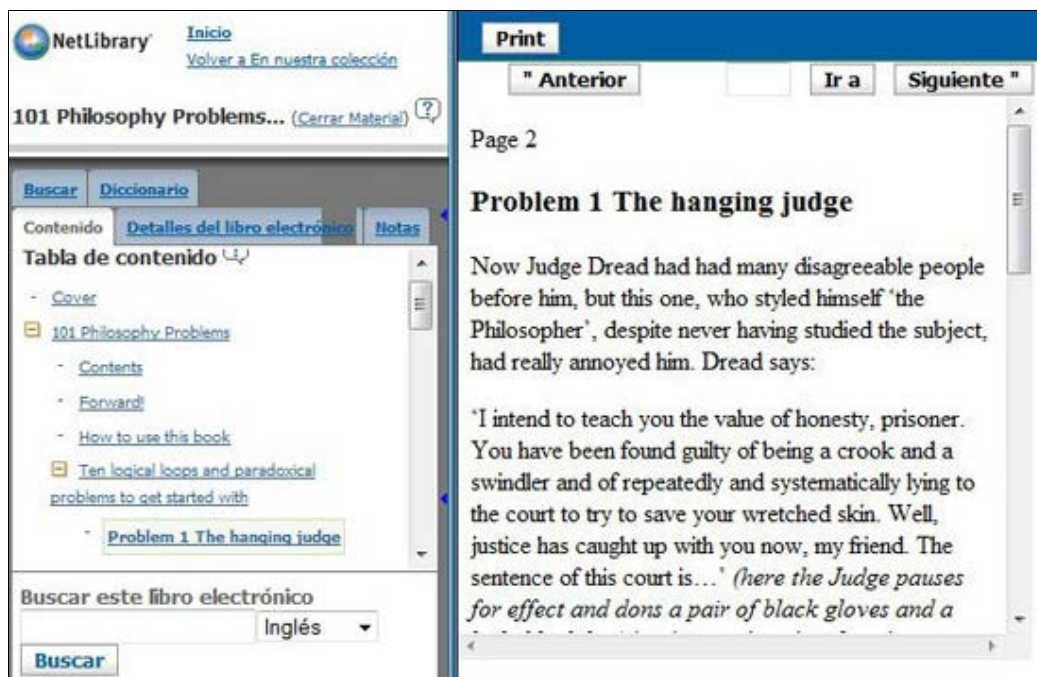 NetLibrary
Inicio
Volver a En nuestra colección
101 Philosophy Problems... (Cerrar Material)
Buscar Diccionario
Contenido Detalles del libro electrónico Notas
Tabla de contenido
- Cover
101 Philosophy Problems
- Contents
- Forward!
- How to use this book
Ten logical loops and paradoxical
problems to get started with
- Problem 1 The hanging judge
Buscar este libro electrónico
Inglés
Buscar
Print
" Anterior Ir a Siguiente "
Page 2
Problem 1 The hanging judge
Now Judge Dread had had many disagreeable people
before him, but this one, who styled himself ‘the
Philosopher’, despite never having studied the subject,
had really annoyed him. Dread says:
‘I intend to teach you the value of honesty, prisoner.
You have been found guilty of being a crook and a
swindler and of repeatedly and systematically lying to
the court to try to save your wretched skin. Well,
justice has caught up with you now, my friend. The
sentence of this court is…’ (here the Judge pauses
for effect and dons a pair of black gloves and a